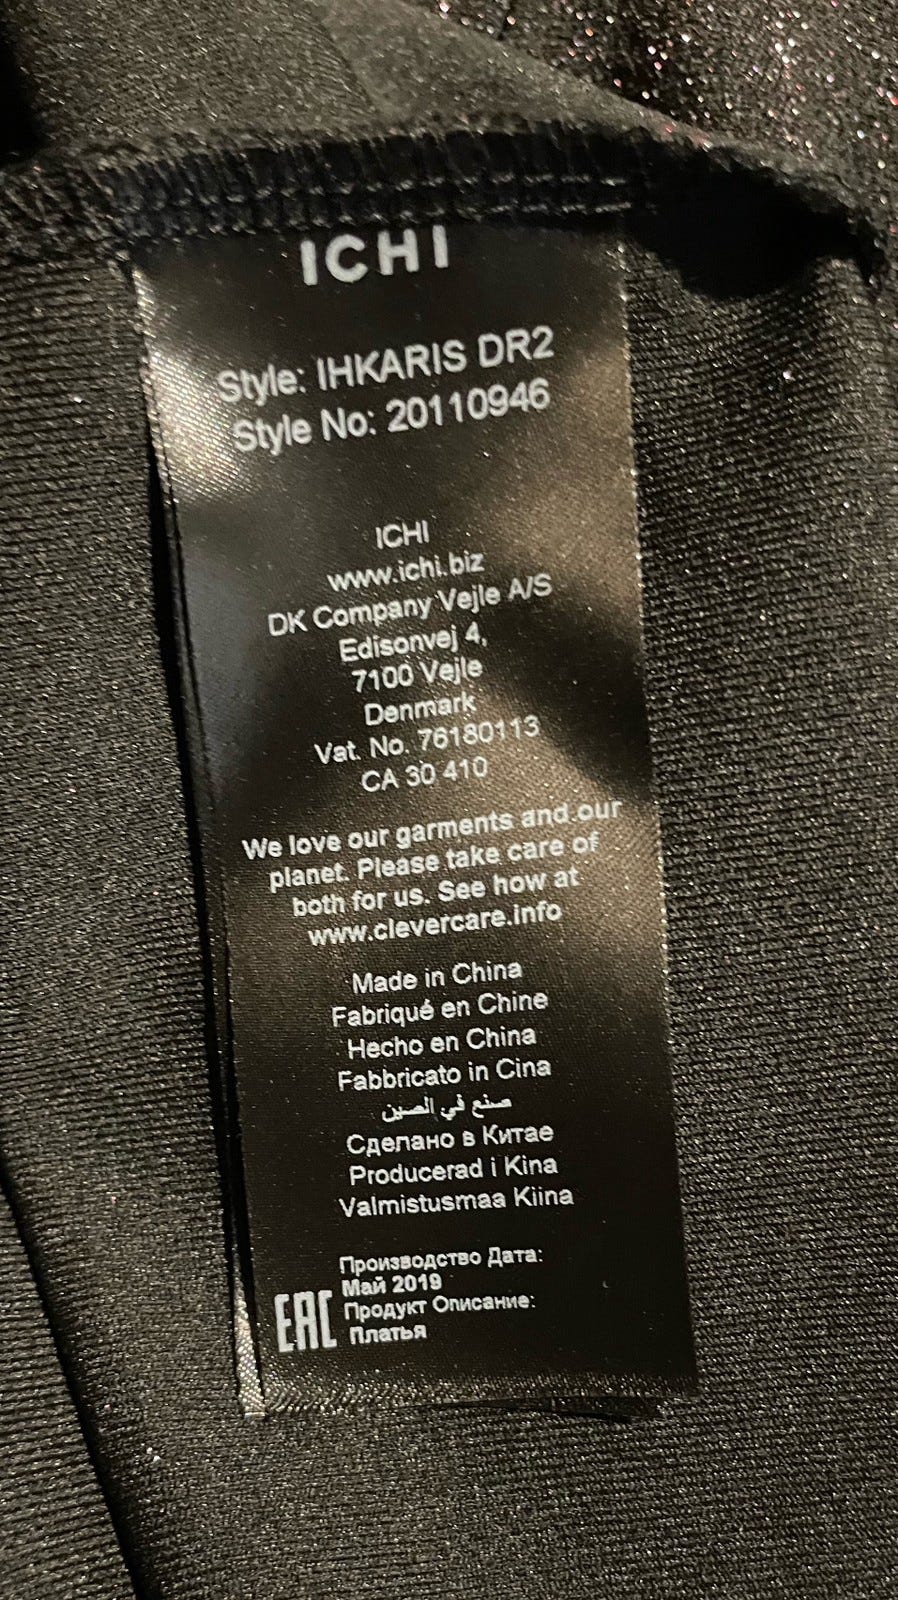 ICHI
Style: IHKARIS DR2
Style No: 20110946
ICHI
www.ichi.biz
DK Company Vejle A/S
Edisonvej 4,
7100 Vejle
Denmark
Vat. No. 76180113
CA 30 410
We love our garments and our
planet. Please take care of
both for us. See how at
www.clevercare.info
Made in China
Fabriqué en Chine
Hecho en China
Fabbricato in Cina
صنع في الصين
Сделано в Китае
Producerad i Kina
Valmistusmaa Kiina
Производство Дата:
Май 2019
EAC Продукт Описание:
Платья